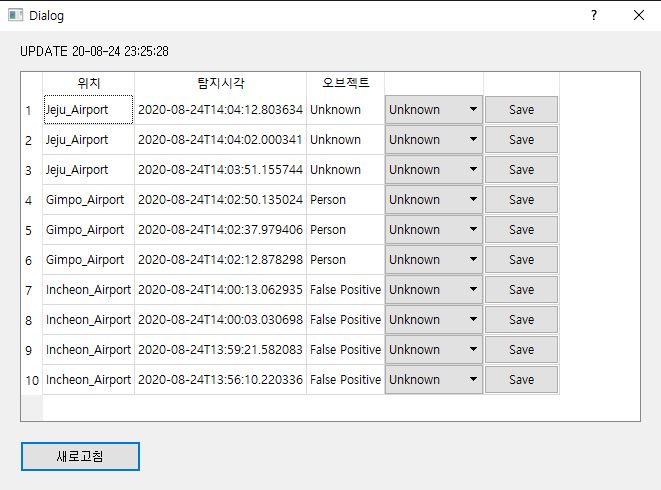 Dialog
UPDATE 20-08-24 23:25:28
위치 탐지시각 오브젝트
1 Jeju_Airport 2020-08-24T14:04:12.803634 Unknown Unknown Save
2 Jeju_Airport 2020-08-24T14:04:02.000341 Unknown Unknown Save
3 Jeju_Airport 2020-08-24T14:03:51.155744 Unknown Unknown Save
4 Gimpo_Airport 2020-08-24T14:02:50.135024 Person Unknown Save
5 Gimpo_Airport 2020-08-24T14:02:37.979406 Person Unknown Save
6 Gimpo_Airport 2020-08-24T14:02:12.878298 Person Unknown Save
7 Incheon_Airport 2020-08-24T14:00:13.062935 False Positive Unknown Save
8 Incheon_Airport 2020-08-24T14:00:03.030698 False Positive Unknown Save
9 Incheon_Airport 2020-08-24T13:59:21.582083 False Positive Unknown Save
10 Incheon_Airport 2020-08-24T13:56:10.220336 False Positive Unknown Save
새로고침